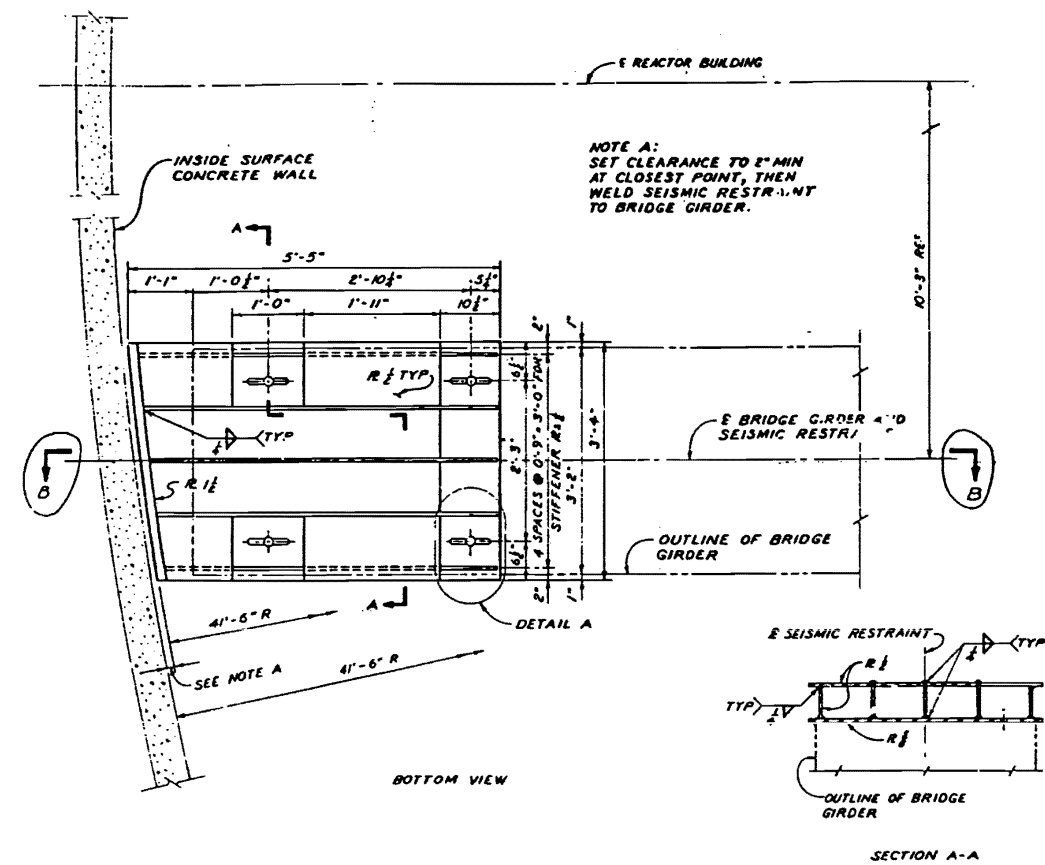 ℄ REACTOR BUILDING
INSIDE SURFACE
CONCRETE WALL
NOTE A:
SET CLEARANCE TO 2" MIN
AT CLOSEST POINT, THEN
WELD SEISMIC
TO BRIDGE GIRDER.
A
5'-5"
1'-1"
1'-0½"
2'-10¼"
5¼"
1'-0"
1'-11"
10½"
10'-3"
2"
1"
6½"
℞ ½ TYP
4 SPACES @ 0'-9" = 3'-0" FOR
STIFFENER
2'-3"
3'-2"
3'-4"
¼ TYP
℄ BRIDGE
SEISMIC
B
B
℞ 1½
6½"
2"
1"
OUTLINE OF BRIDGE
GIRDER
A
DETAIL A
41'-6" R
SEE NOTE A
41'-6" R
℄ SEISMIC RESTRAINT
¼ TYP
℞ ½
TYP
℞ ½
BOTTOM VIEW
OUTLINE OF BRIDGE
GIRDER
SECTION A-A